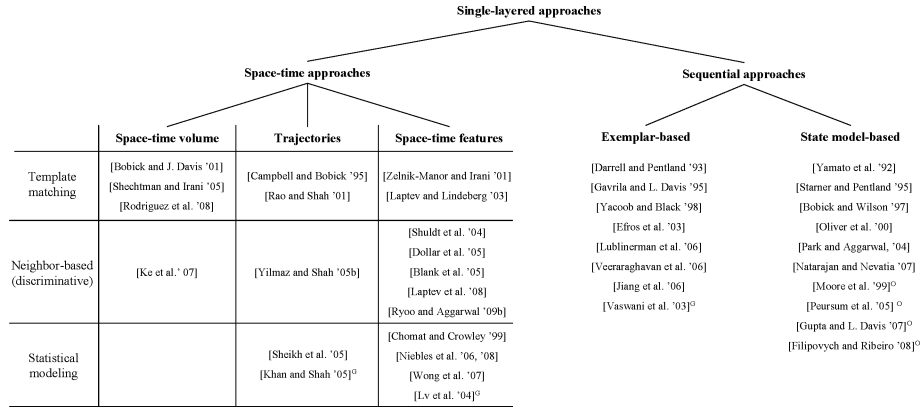 Single-layered approaches
Space-time approaches
Sequential approaches
Space-time volume
Trajectories
Space-time features
Exemplar-based
State model-based
Template
matching
[Bobick and J. Davis '01]
[Shechtman and Irani '05]
[Rodriguez et al. '08]
[Campbell and Bobick '95]
[Rao and Shah '01]
[Zelnik-Manor and Irani '01]
[Laptev and Lindeberg '03]
Neighbor-based
(discriminative)
[Ke et al.' 07]
[Yilmaz and Shah '05b]
[Shuldt et al. '04]
[Dollar et al. '05]
[Blank et al. '05]
[Laptev et al. '08]
[Ryoo and Aggarwal '09b]
Statistical
modeling
[Sheikh et al. '05]
[Khan and Shah '05]G
[Chomat and Crowley '99]
[Niebles et al. '06, '08]
[Wong et al. '07]
[Lv et al. '04]G
[Darrell and Pentland '93]
[Gavrila and L. Davis '95]
[Yacoob and Black '98]
[Efros et al. '03]
[Lublinerman et al. '06]
[Veeraraghavan et al. '06]
[Jiang et al. '06]
[Vaswani et al. '03]G
[Yamato et al. '92]
[Starner and Pentland '95]
[Bobick and Wilson '97]
[Oliver et al. '00]
[Park and Aggarwal, '04]
[Natarajan and Nevatia '07]
[Moore et al. '99]O
[Peursum et al. '05] O
[Gupta and L. Davis '07]O
[Filipovych and Ribeiro '08]O